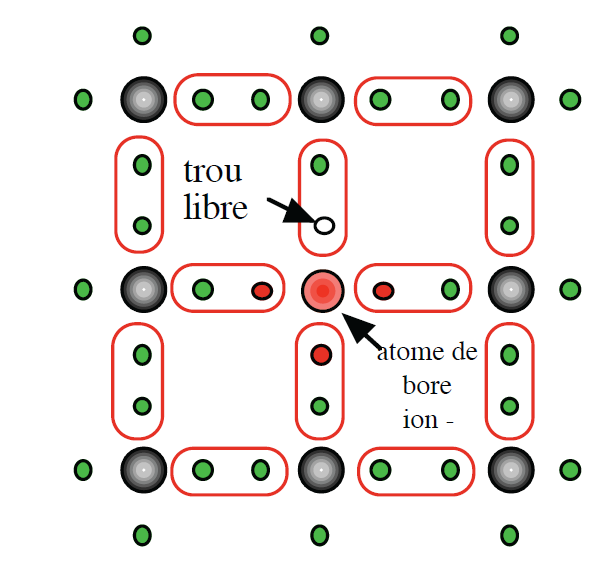 trou
libre
atome de
bore
ion -